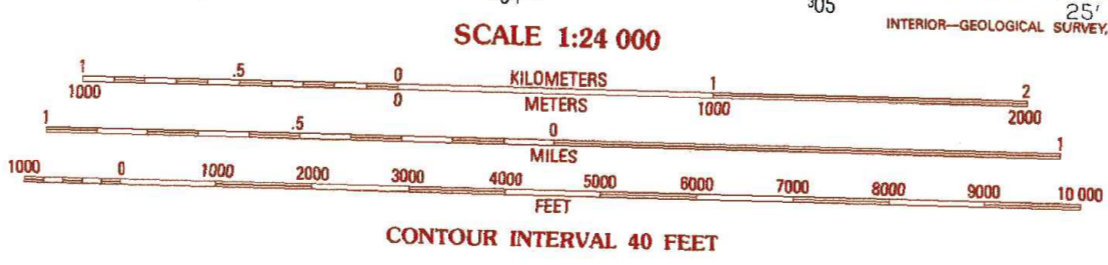 305
25'
INTERIOR—GEOLOGICAL SURVEY,
SCALE 1:24 000
1 .5 0 KILOMETERS 1 2
1000 0 METERS 1000 2000
1 .5 0 1
MILES
1000 0 1000 2000 3000 4000 5000 6000 7000 8000 9000 10 000
FEET
CONTOUR INTERVAL 40 FEET